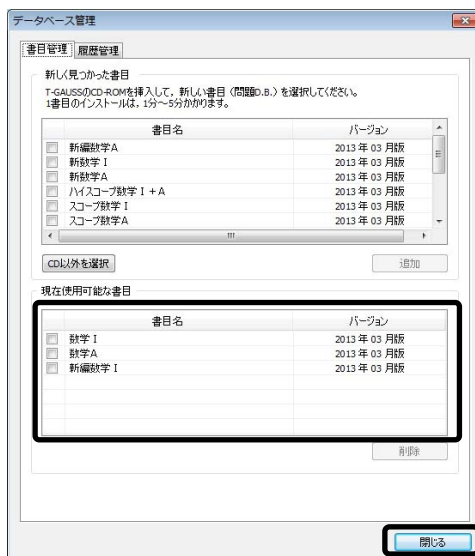 データベース管理
書目管理 履歴管理
新しく見つかった書目
T-GAUSSのCD-ROMを挿入して，新しい書目（問題D.B.）を選択してください。
1書目のインストールは，1分～5分かかります。
書目名 バージョン
新編数学A 2013 年 03 月版
新数学Ⅰ 2013 年 03 月版
新数学A 2013 年 03 月版
ハイスコープ数学Ⅰ＋A 2013 年 03 月版
スコープ数学Ⅰ 2013 年 03 月版
スコープ数学A 2013 年 03 月版
CD以外を選択 追加
現在使用可能な書目
書目名 バージョン
数学Ⅰ 2013 年 03 月版
数学A 2013 年 03 月版
新編数学Ⅰ 2013 年 03 月版
削除
閉じる